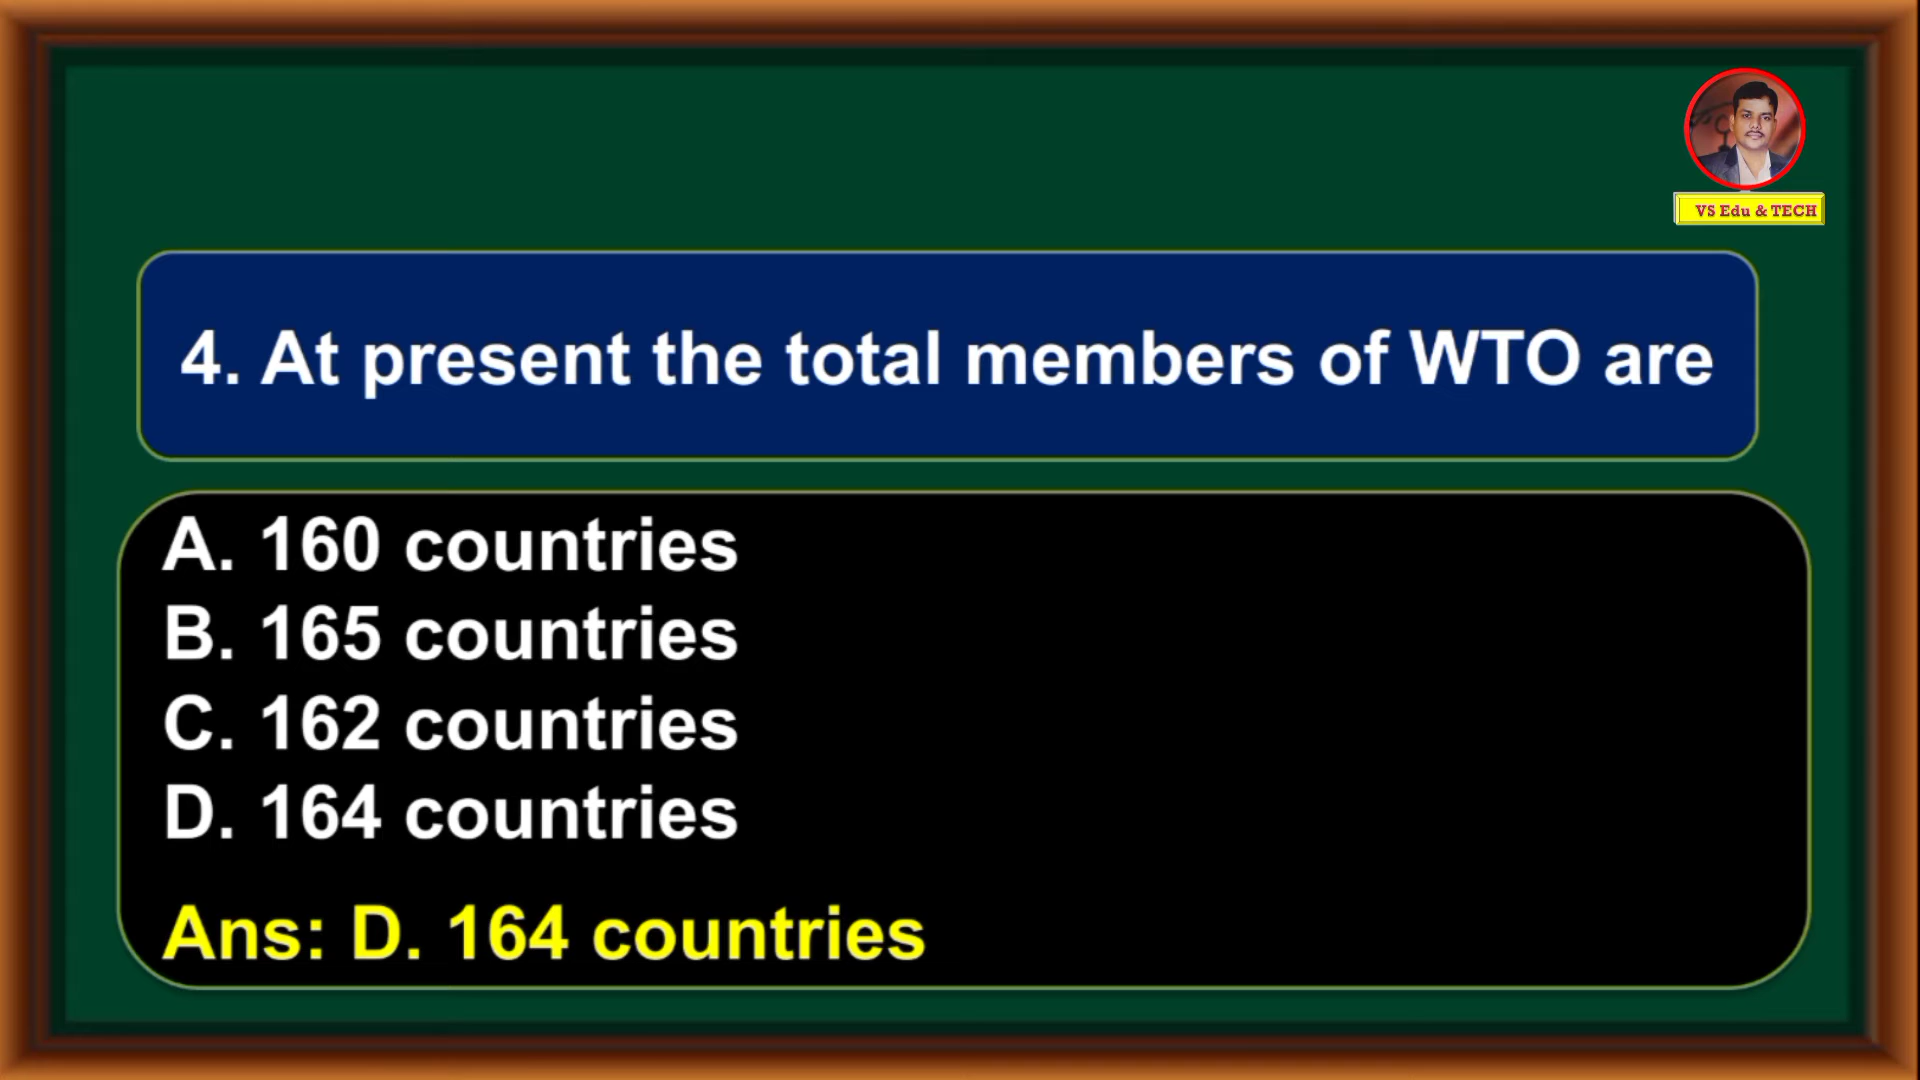 VS Edu & TECH
4. At present the total members of WTO are
A. 160 countries
B. 165 countries
C. 162 countries
D. 164 countries
Ans: D. 164 countries